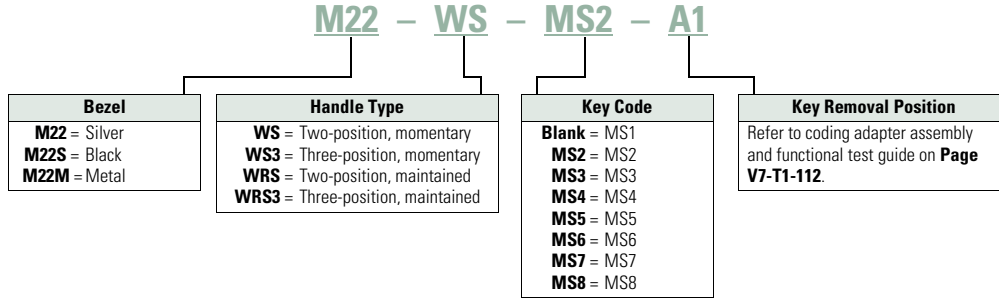 M22 – WS – MS2 – A1
Bezel
M22 = Silver
M22S = Black
M22M = Metal
Handle Type
WS = Two-position, momentary
WS3 = Three-position, momentary
WRS = Two-position, maintained
WRS3 = Three-position, maintained
Key Code
Blank = MS1
MS2 = MS2
MS3 = MS3
MS4 = MS4
MS5 = MS5
MS6 = MS6
MS7 = MS7
MS8 = MS8
Key Removal Position
Refer to coding adapter assembly
and functional test guide on Page
V7-T1-112.